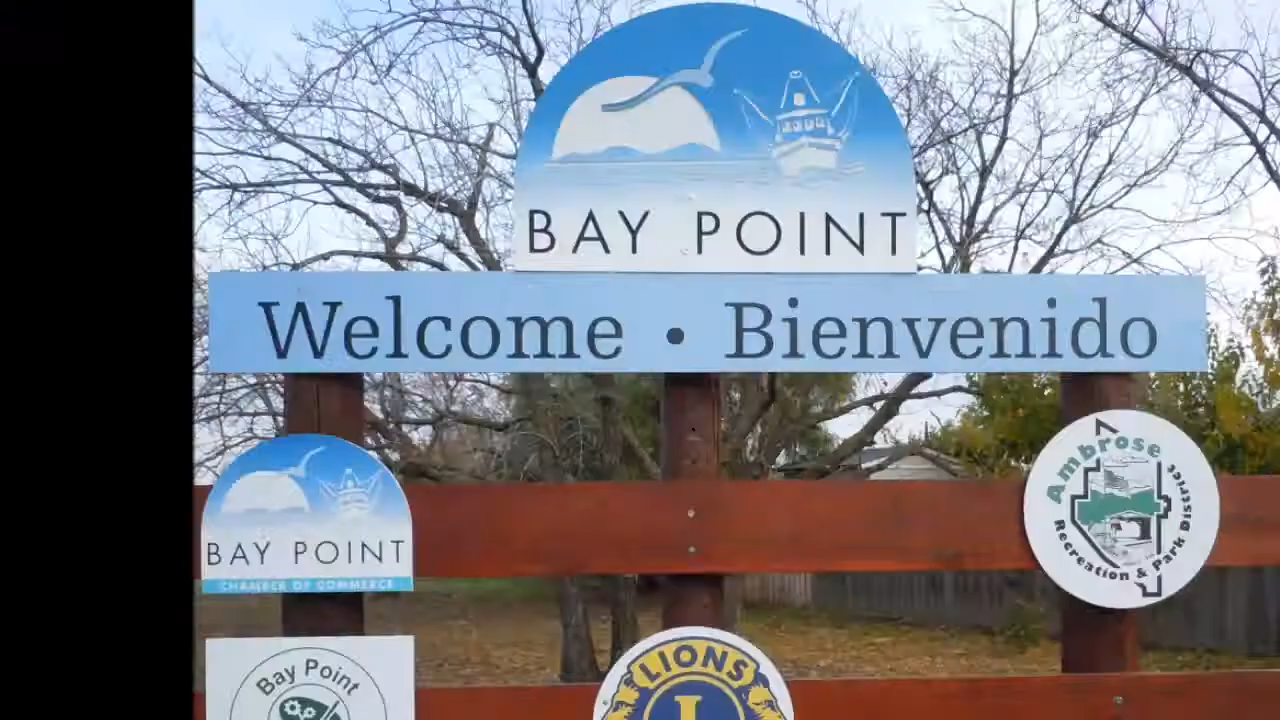 BAY POINT
Welcome • Bienvenido
BAY POINT
CHAMBER OF COMMERCE
Ambrose
Recreation & Park District
Bay Point
LIONS
L